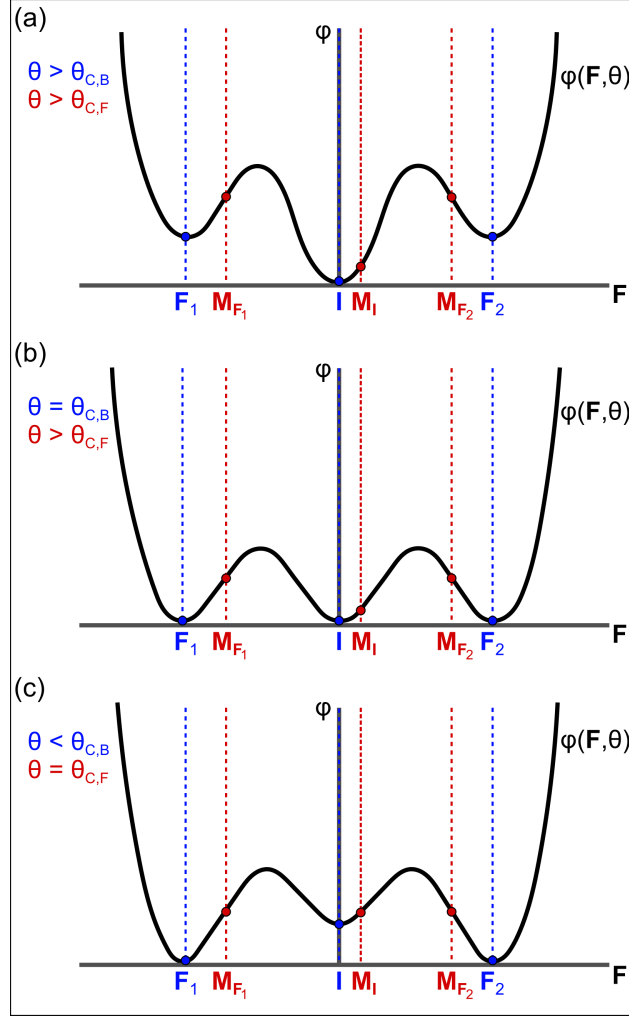 (a)
φ
θ > θC,B
θ > θC,F
φ(F,θ)
F1 MF1 I MI MF2 F2 F
(b)
φ
θ = θC,B
θ > θC,F
φ(F,θ)
F1 MF1 I MI MF2 F2 F
(c)
φ
θ < θC,B
θ = θC,F
φ(F,θ)
F1 MF1 I MI MF2 F2 F